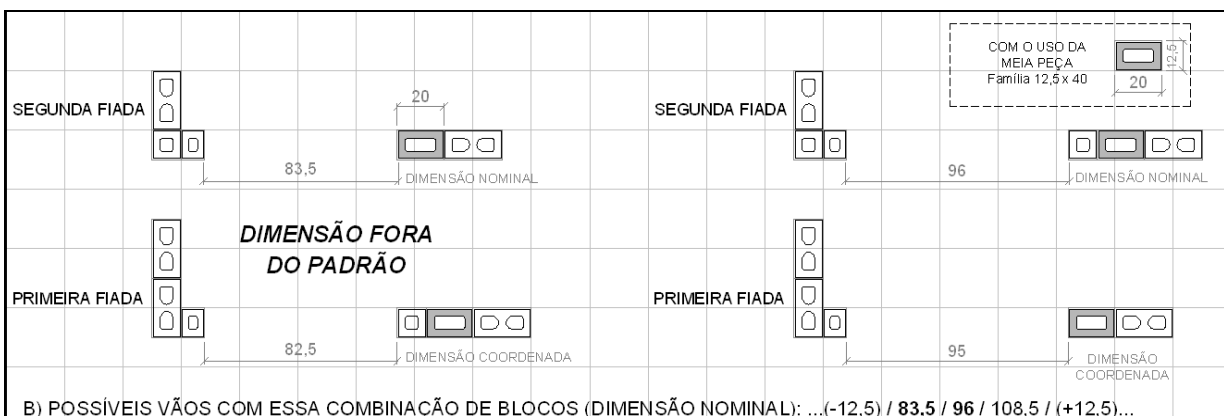 COM O USO DA
MEIA PEÇA
Família 12,5 x 40
12,5
20
SEGUNDA FIADA
20
83,5
DIMENSÃO NOMINAL
SEGUNDA FIADA
96
DIMENSÃO NOMINAL
DIMENSÃO FORA
DO PADRÃO
PRIMEIRA FIADA
82,5
DIMENSÃO COORDENADA
PRIMEIRA FIADA
95
DIMENSÃO
COORDENADA
B) POSSÍVEIS VÃOS COM ESSA COMBINAÇÃO DE BLOCOS (DIMENSÃO NOMINAL): ...(-12,5) / 83,5 / 96 / 108,5 / (+12,5)...